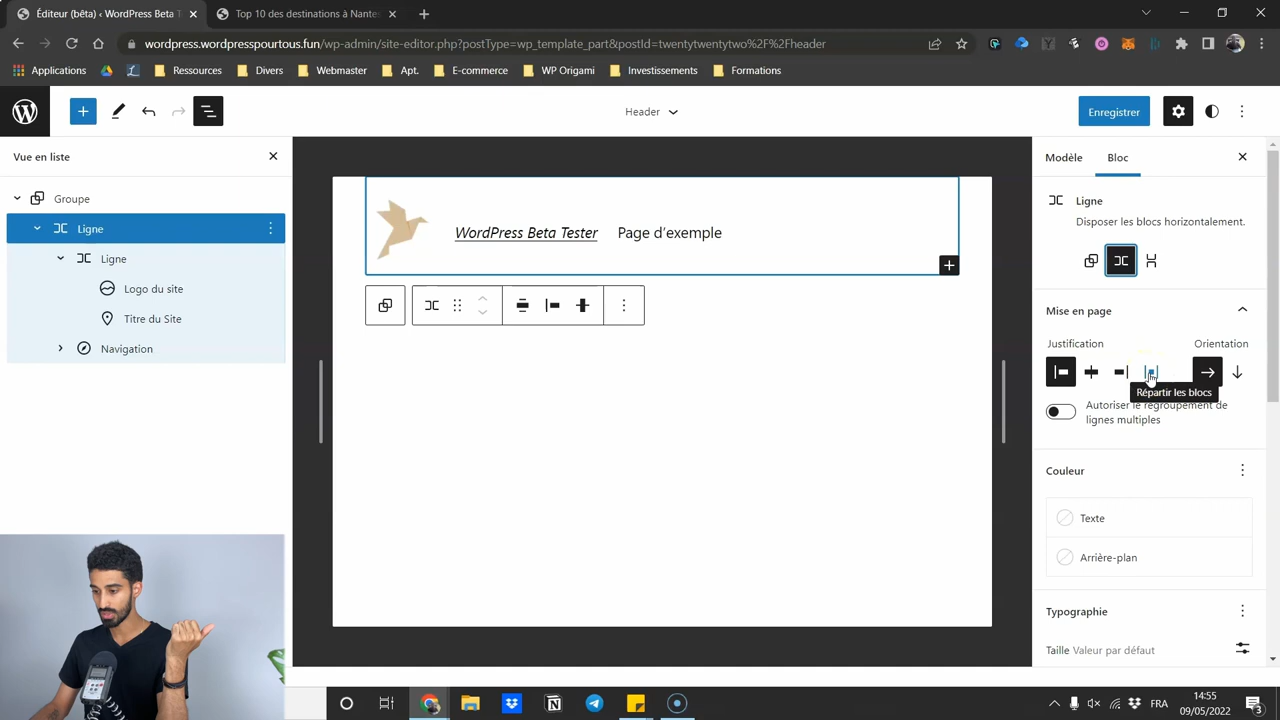 Éditeur (bêta) ‹ WordPress Beta T
Top 10 des destinations à Nante
wordpress.wordpresspourtous.fun/wp-admin/site-editor.php?postType=wp_template_part&postId=twentytwentytwo%2F%2Fheader
Applications
Ressources
Divers
Webmaster
Apt.
E-commerce
WP Origami
Investissements
Formations
Header
Enregistrer
Vue en liste
Modèle
Bloc
Groupe
Ligne
Ligne
Logo du site
Titre du Site
Navigation
WordPress Beta Tester
Page d'exemple
Ligne
Disposer les blocs horizontalement.
Mise en page
Justification
Orientation
Répartir les blocs
Autoriser le regroupement de
lignes multiples
Couleur
Texte
Arrière-plan
Typographie
Taille Valeur par défaut
FRA
14:55
09/05/2022
3